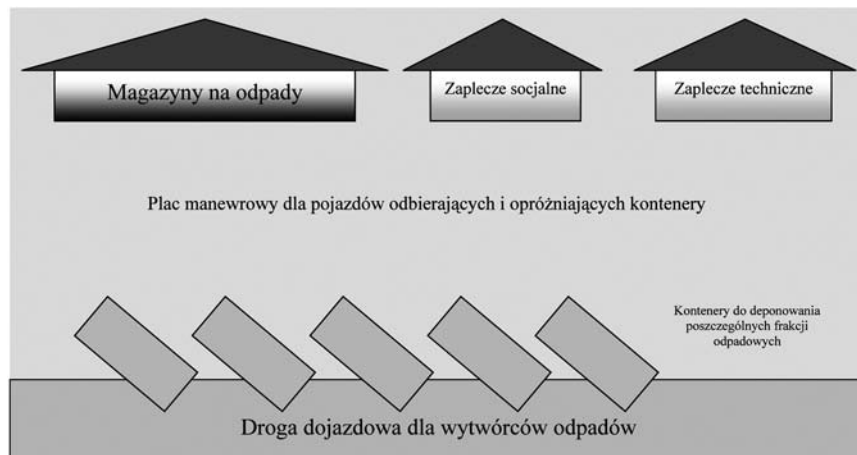 Magazyny na odpady
Zaplecze socjalne
Zaplecze techniczne
Plac manewrowy dla pojazdów odbierających i opróżniających kontenery
Kontenery do deponowania
poszczególnych frakcji
odpadowych
Droga dojazdowa dla wytwórców odpadów